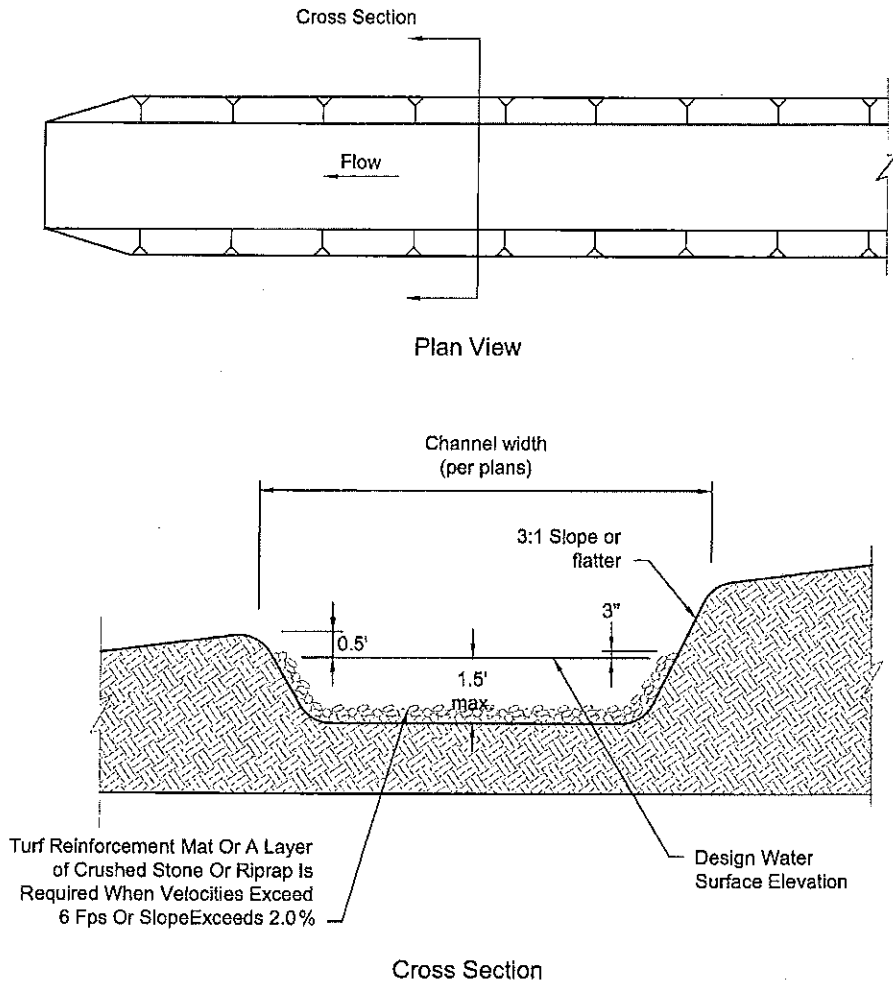 Cross Section
Flow
Plan View
Channel width
(per plans)
3:1 Slope or
flatter
3"
0.5'
1.5'
max.
Turf Reinforcement Mat Or A Layer
of Crushed Stone Or Riprap Is
Required When Velocities Exceed
6 Fps Or SlopeExceeds 2.0%
Design Water
Surface Elevation
Cross Section